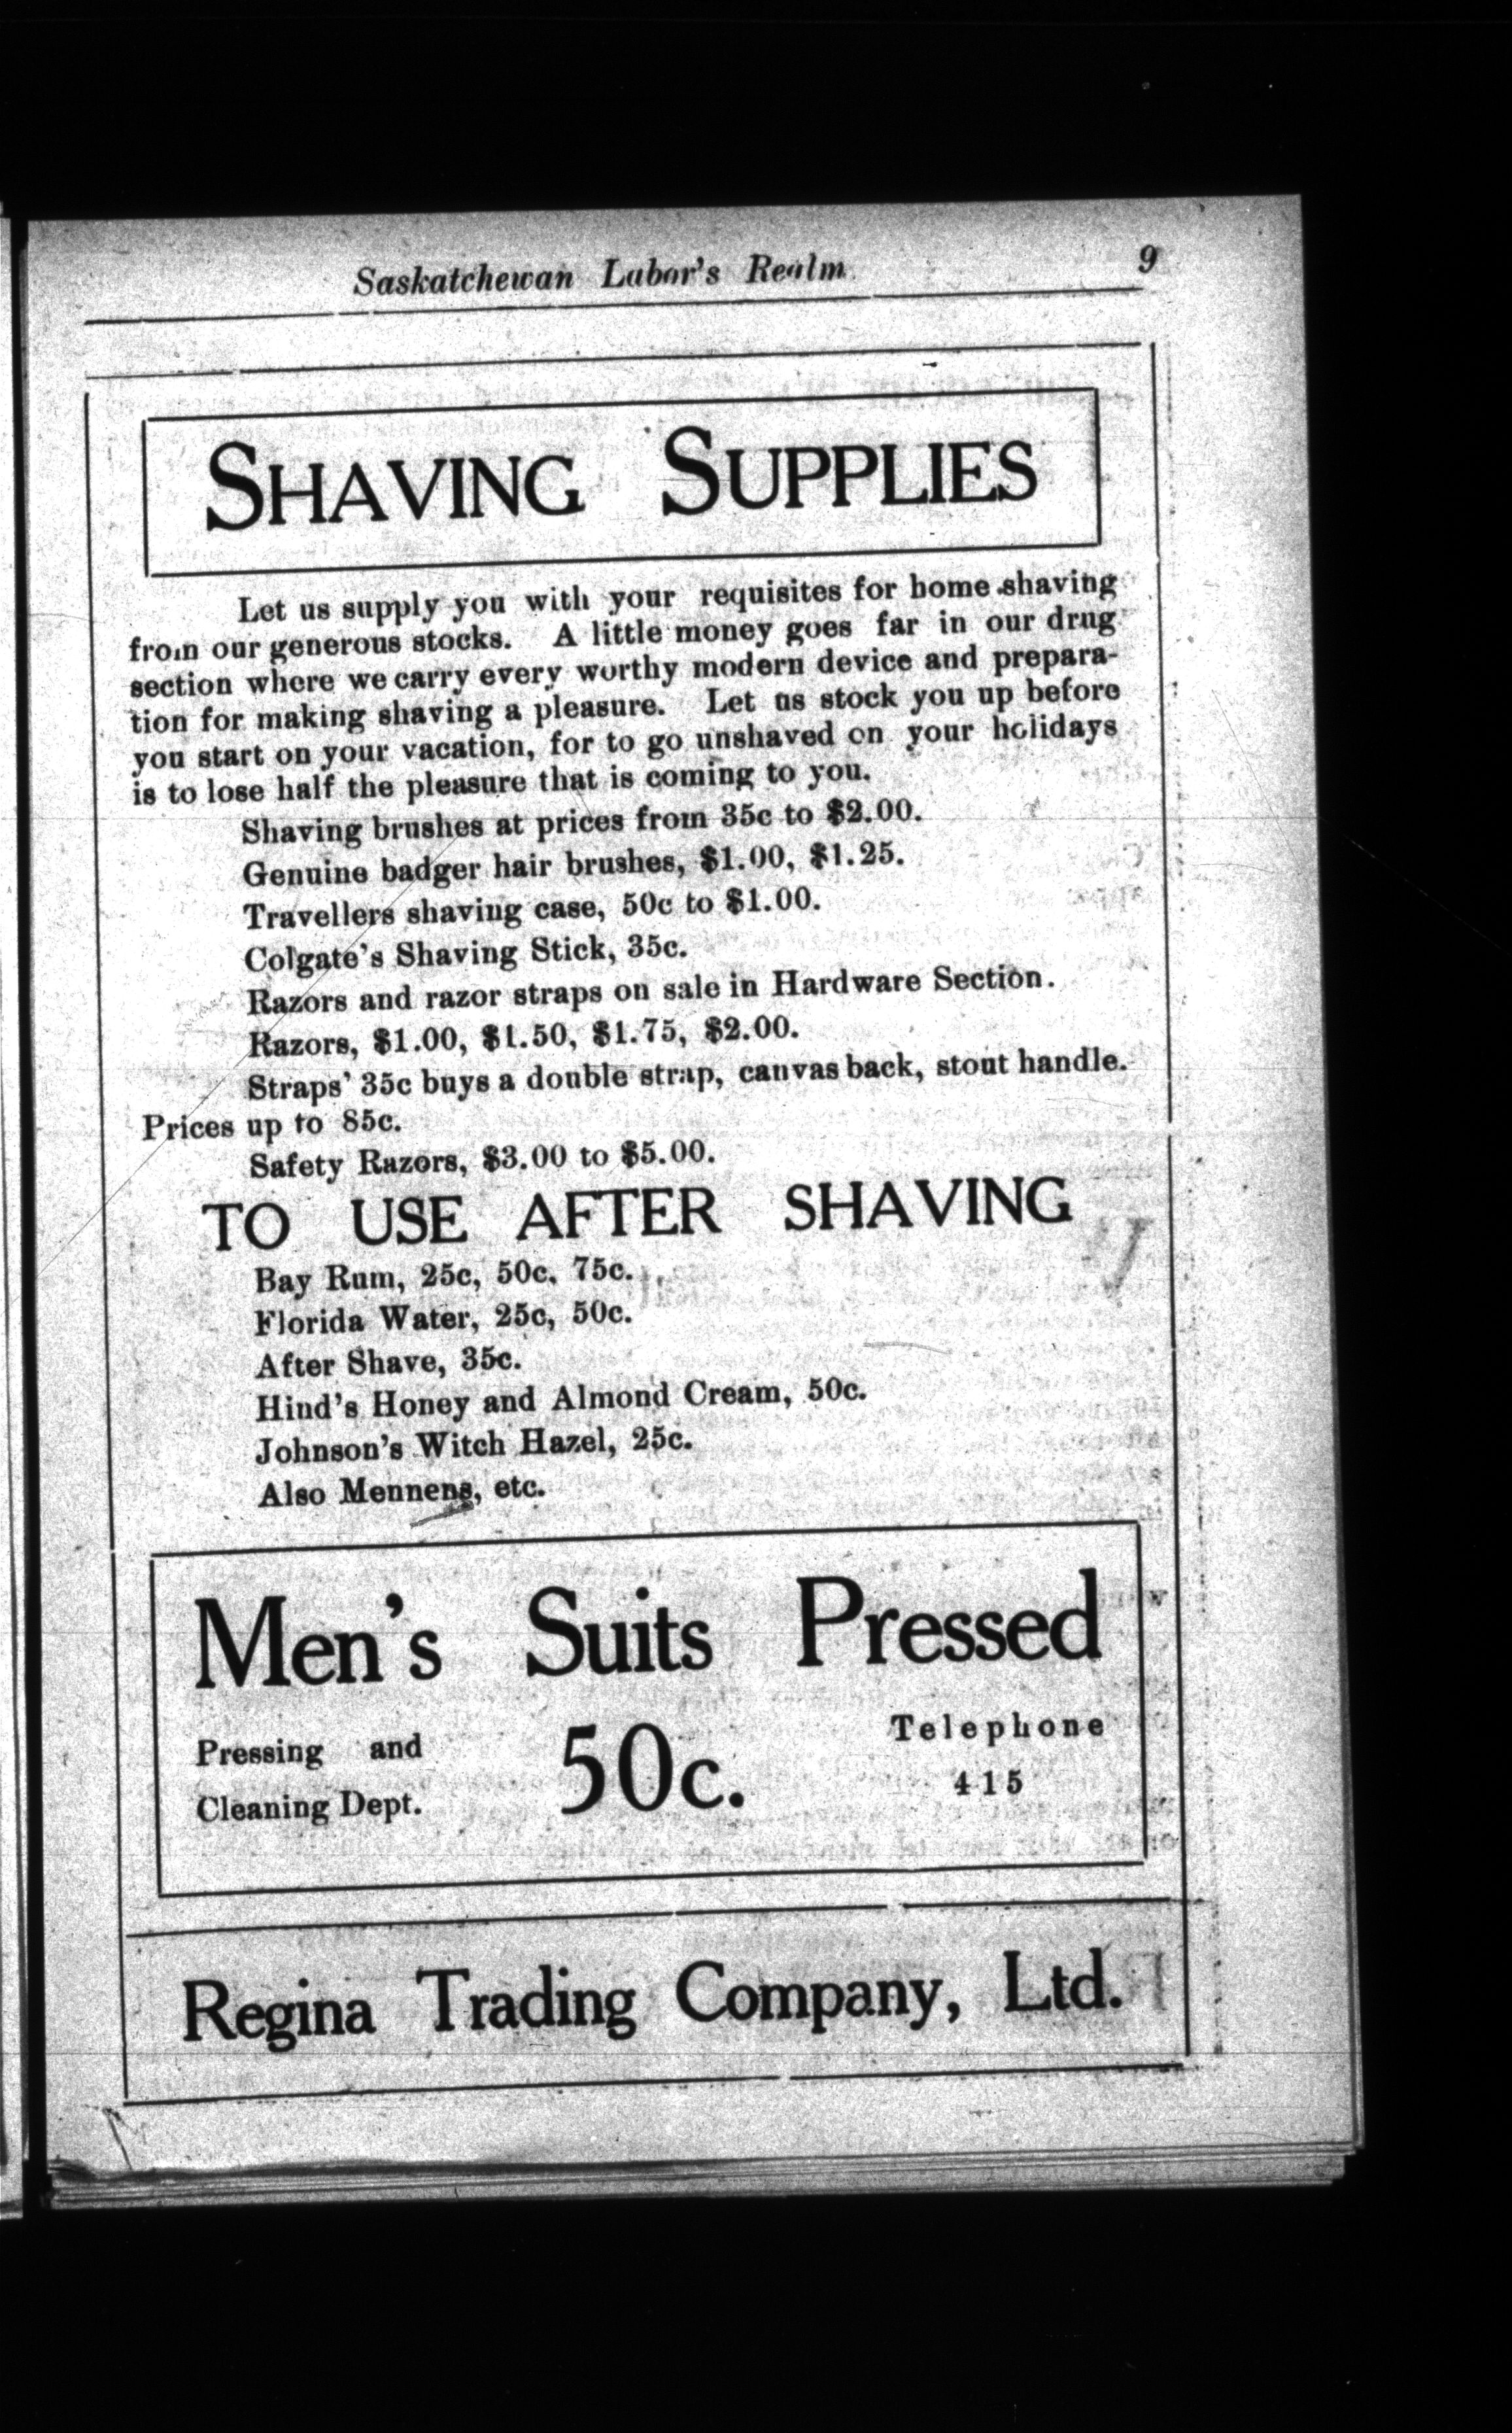 Saskatchewan Labor's Realm 9
SHAVING SUPPLIES
Let us supply you with your requisites for home shaving
from our generous stocks. A little money goes far in our drug
section where we carry every worthy modern device and prepara-
tion for making shaving a pleasure. Let us stock you up before
you start on your vacation, for to go unshaved on your holidays
is to lose half the pleasure that is coming to you.
Shaving brushes at prices from 35c to $2.00.
Genuine badger hair brushes, $1.00, $1.25.
Travellers shaving case, 50c to $1.00.
Colgate's Shaving Stick, 35c.
Razors and razor straps on sale in Hardware Section.
Razors, $1.00, $1.50, $1.75, $2.00.
Straps' 35c buys a double strap, canvas back, stout handle.
Prices up to 85c.
Safety Razors, $3.00 to $5.00.
TO USE AFTER SHAVING
Bay Rum, 25c, 50c, 75c.
Florida Water, 25c, 50c.
After Shave, 35c.
Hind's Honey and Almond Cream, 50c.
Johnson's Witch Hazel, 25c.
Also Mennens, etc.
Men's Suits Pressed
Pressing and
Cleaning Dept.
50c.
Telephone
415
Regina Trading Company, Ltd.